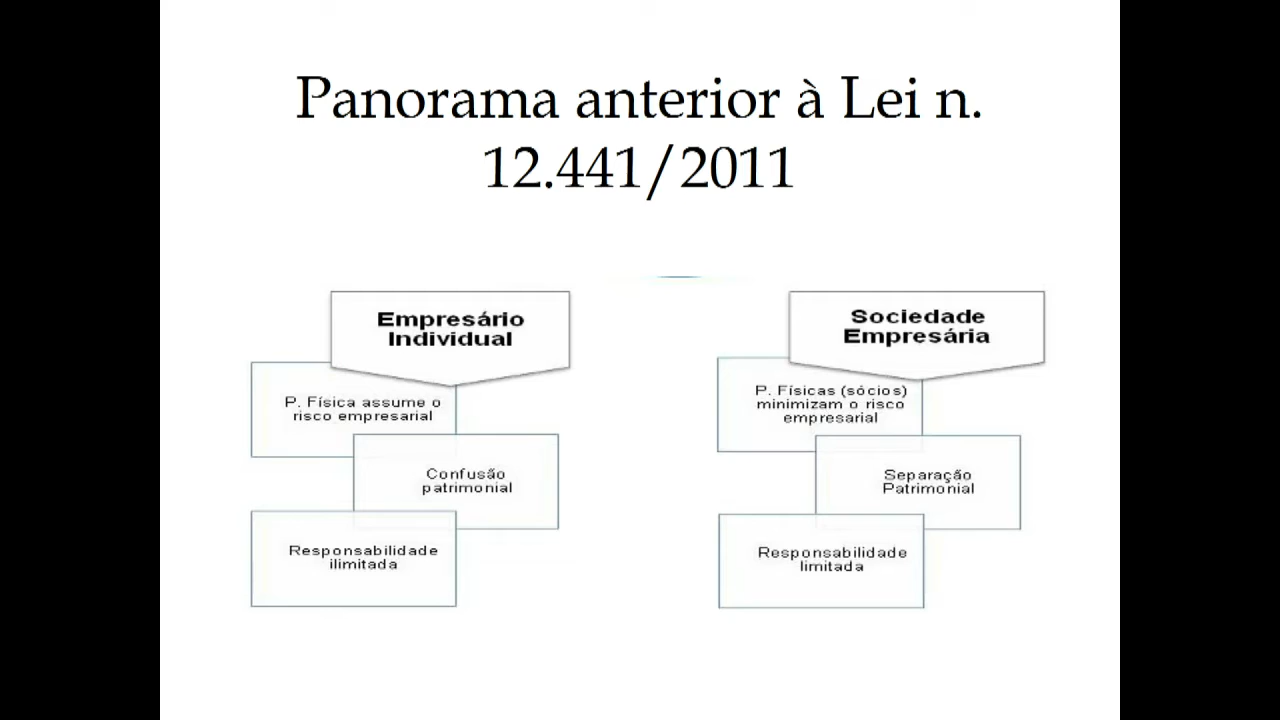 Panorama anterior à Lei n.
12.441/2011
Empresário
Individual
P. Física assume o
risco empresarial
Confusão
patrimonial
Responsabilidade
ilimitada
Sociedade
Empresária
P. Físicas (sócios)
minimizam o risco
empresarial
Separação
Patrimonial
Responsabilidade
limitada